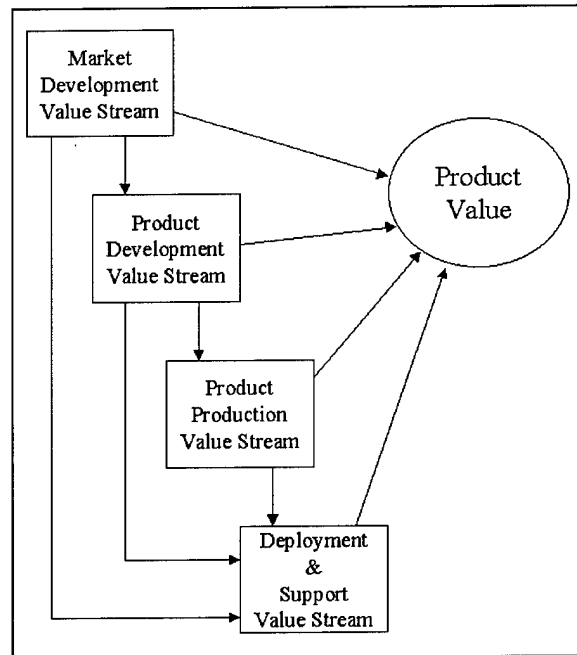 Market
Development
Value Stream
Product
Value
Product
Development
Value Stream
Product
Production
Value Stream
Deployment
&
Support
Value Stream